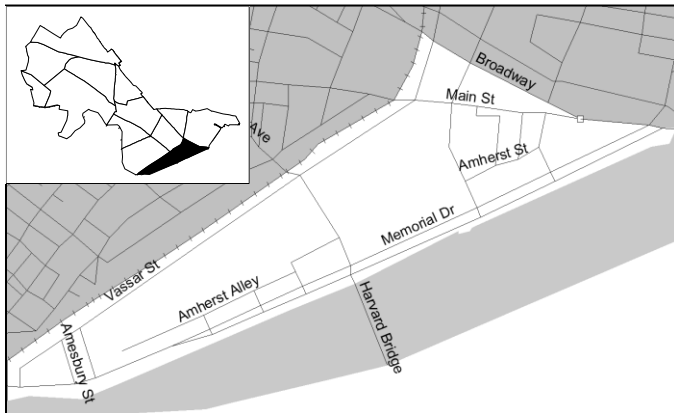 Broadway
Main St
Ave
Amherst St
Memorial Dr
Vassar St
Amherst Alley
Harvard Bridge
Amesbury St